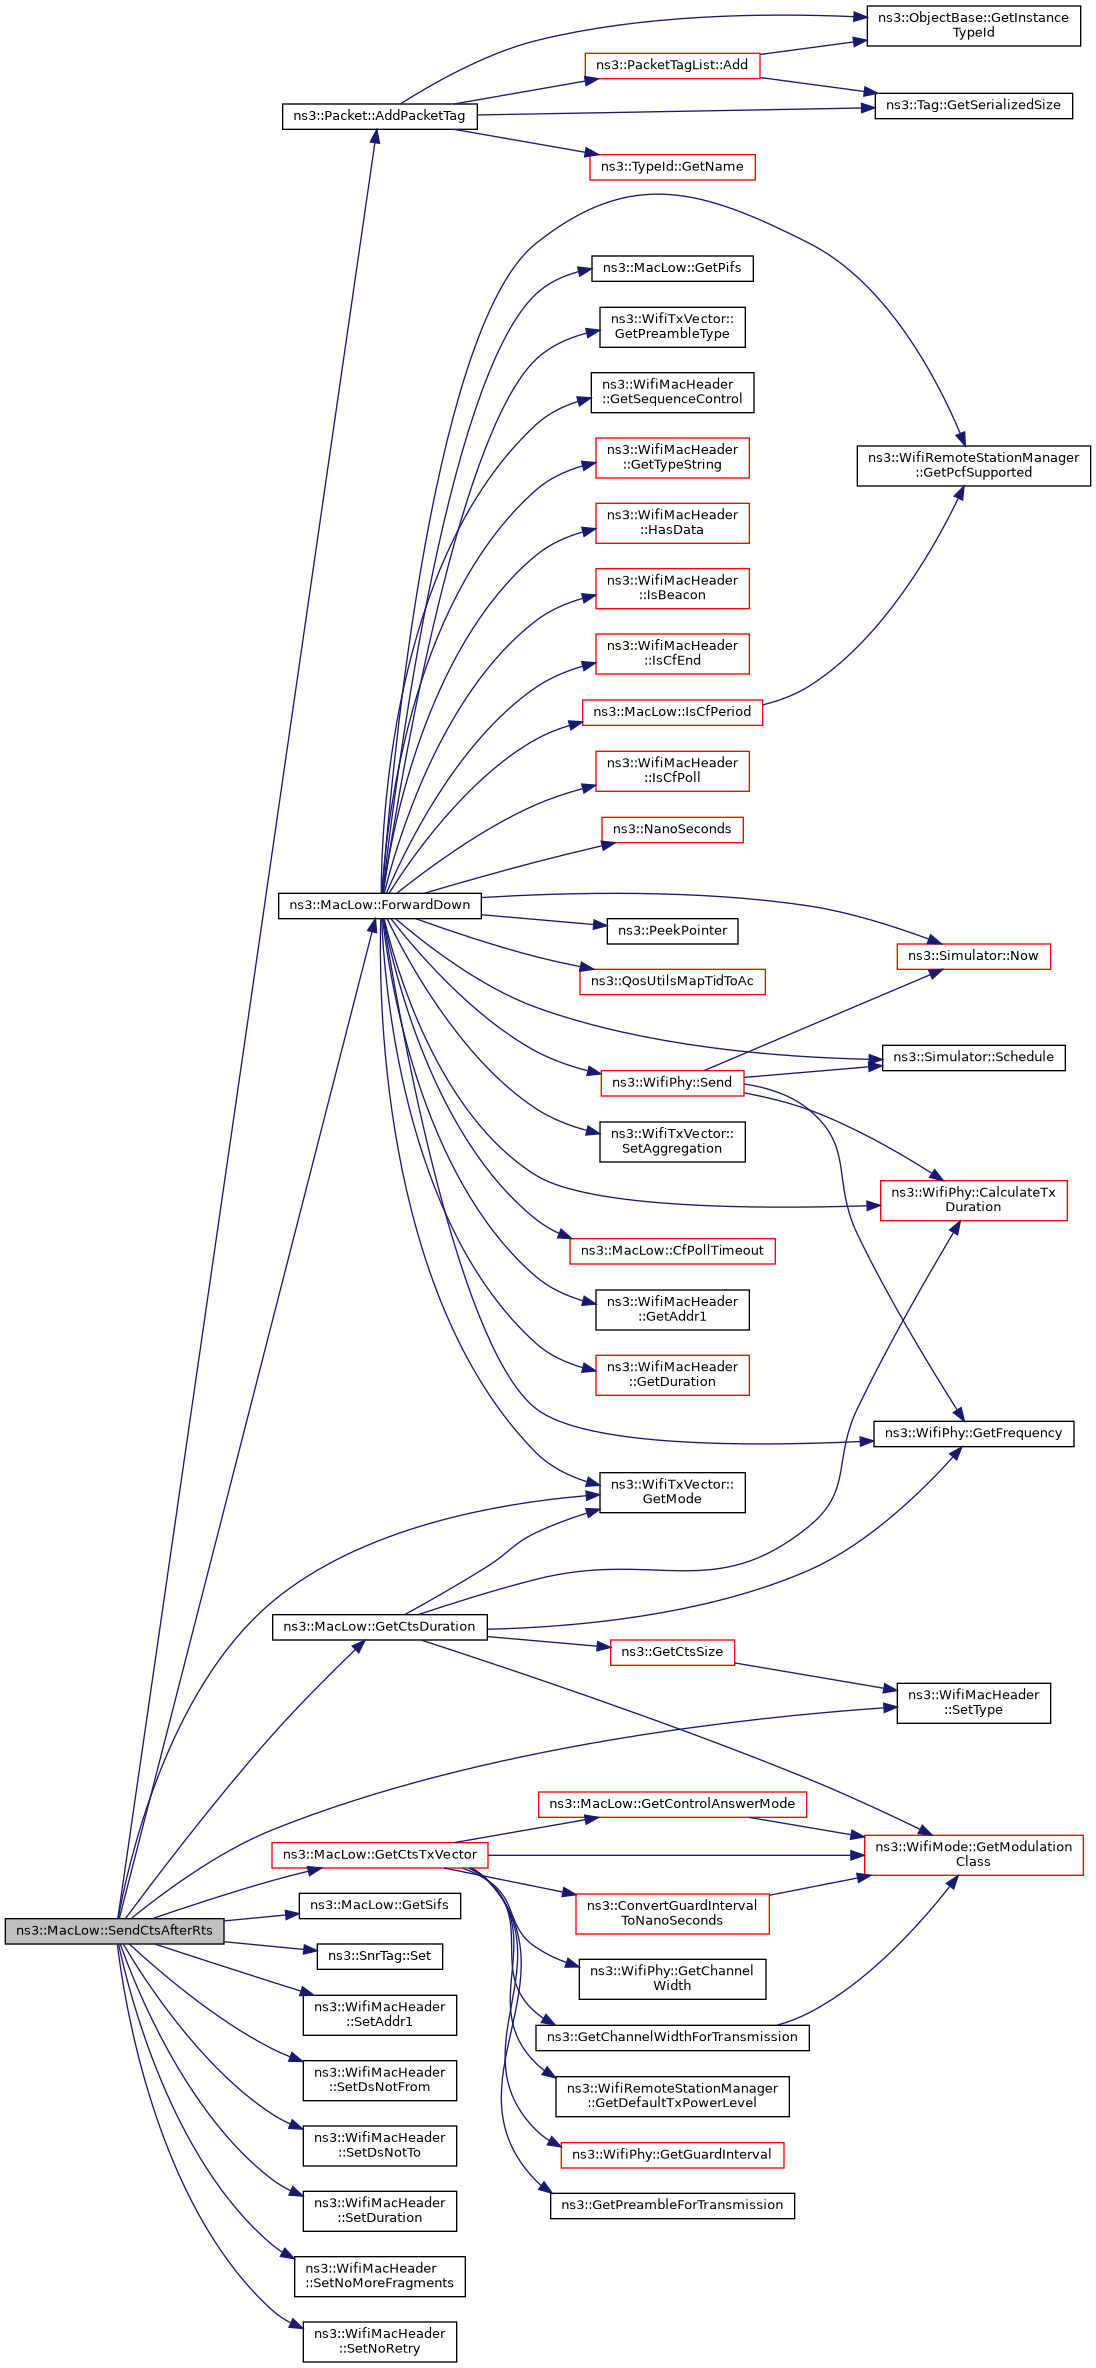 ns3::ObjectBase::GetInstance
TypeId
ns3::PacketTagList::Add
ns3::Tag::GetSerializedSize
ns3::Packet::AddPacketTag
ns3::TypeId::GetName
ns3::MacLow::GetPifs
ns3::WifiTxVector::
GetPreambleType
ns3::WifiMacHeader
::GetSequenceControl
ns3::WifiMacHeader
::GetTypeString
ns3::WifiRemoteStationManager
::GetPcfSupported
ns3::WifiMacHeader
::HasData
ns3::WifiMacHeader
::IsBeacon
ns3::WifiMacHeader
::IsCfEnd
ns3::MacLow::IsCfPeriod
ns3::WifiMacHeader
::IsCfPoll
ns3::NanoSeconds
ns3::MacLow::ForwardDown
ns3::PeekPointer
ns3::Simulator::Now
ns3::QosUtilsMapTidToAc
ns3::Simulator::Schedule
ns3::WifiPhy::Send
ns3::WifiTxVector::
SetAggregation
ns3::WifiPhy::CalculateTx
Duration
ns3::MacLow::CfPollTimeout
ns3::WifiMacHeader
::GetAddr1
ns3::WifiMacHeader
::GetDuration
ns3::WifiPhy::GetFrequency
ns3::WifiTxVector::
GetMode
ns3::MacLow::GetCtsDuration
ns3::GetCtsSize
ns3::WifiMacHeader
::SetType
ns3::MacLow::GetControlAnswerMode
ns3::MacLow::GetCtsTxVector
ns3::WifiMode::GetModulation
Class
ns3::MacLow::GetSifs
ns3::ConvertGuardInterval
ToNanoSeconds
ns3::MacLow::SendCtsAfterRts
ns3::SnrTag::Set
ns3::WifiPhy::GetChannel
Width
ns3::WifiMacHeader
::SetAddr1
ns3::GetChannelWidthForTransmission
ns3::WifiMacHeader
::SetDsNotFrom
ns3::WifiRemoteStationManager
::GetDefaultTxPowerLevel
ns3::WifiMacHeader
::SetDsNotTo
ns3::WifiPhy::GetGuardInterval
ns3::WifiMacHeader
::SetDuration
ns3::GetPreambleForTransmission
ns3::WifiMacHeader
::SetNoMoreFragments
ns3::WifiMacHeader
::SetNoRetry